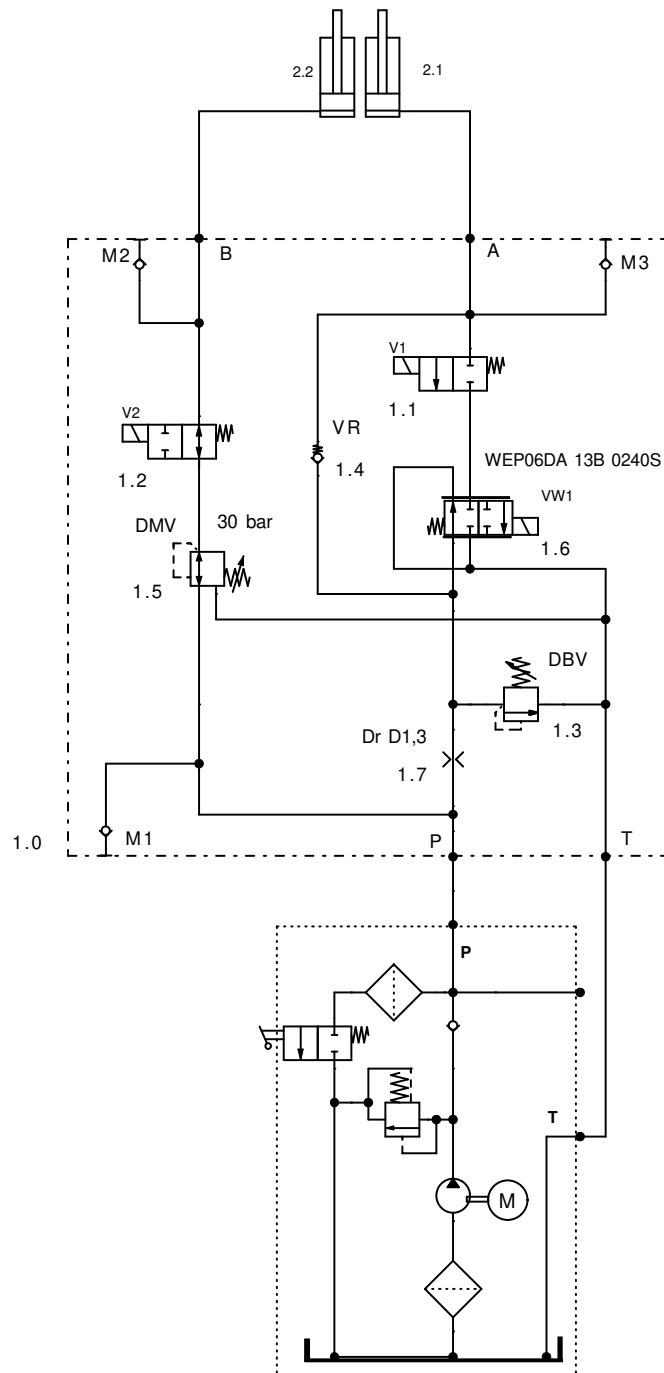 2.2
2.1
M2
B
A
M3
V1
1.1
V2
VR
1.2
1.4
WEP06DA 13B 0240S
VW1
DMV
30 bar
1.6
1.5
DBV
1.3
Dr D1,3
1.7
1.0
M1
P
T
P
T
M